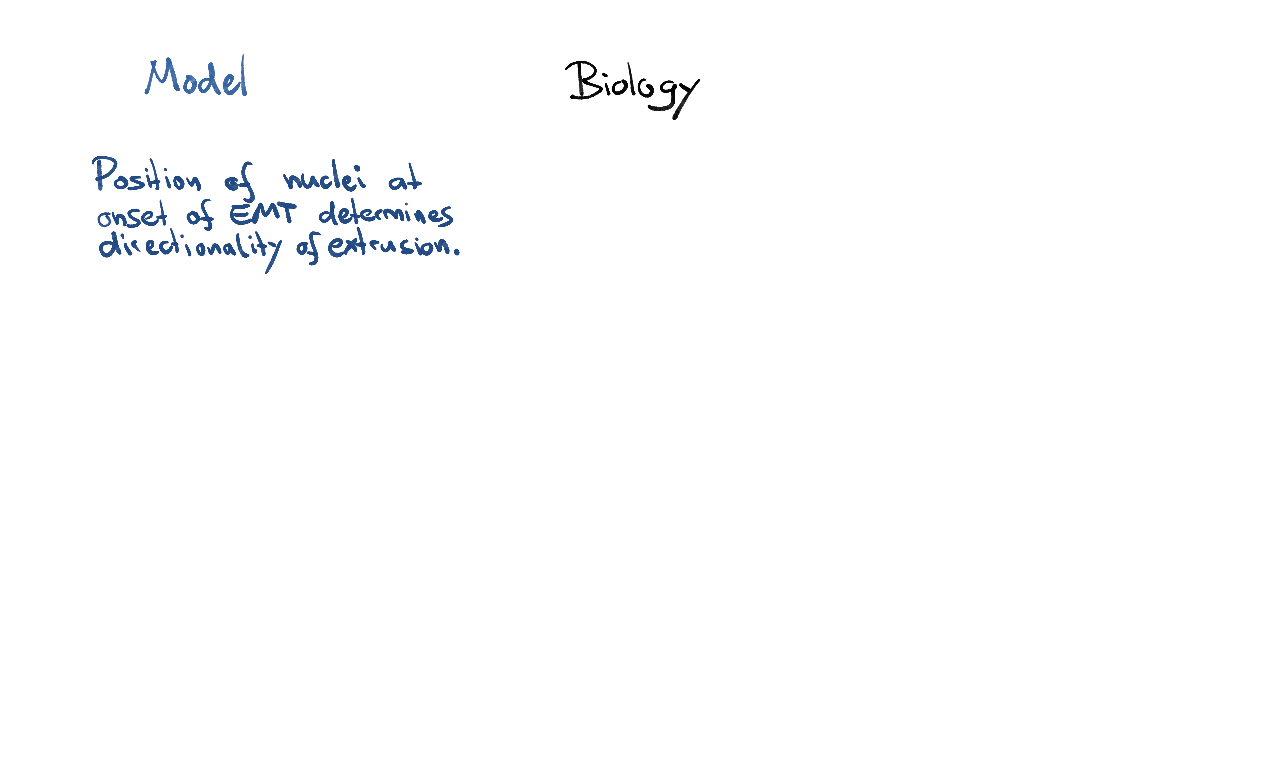 Model
Biology
Position of nuclei at
onset of EMT determines
directionality of extrusion.